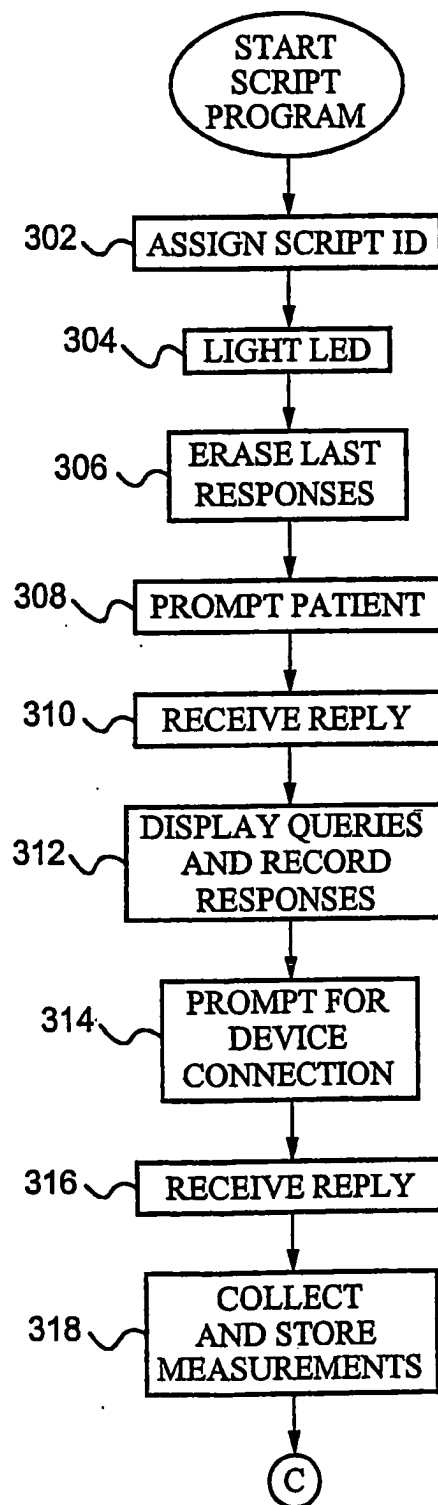 START
SCRIPT
PROGRAM
302
ASSIGN SCRIPT ID
304
LIGHT LED
306
ERASE LAST
RESPONSES
308
PROMPT PATIENT
310
RECEIVE REPLY
312
DISPLAY QUERIES
AND RECORD
RESPONSES
314
PROMPT FOR
DEVICE
CONNECTION
316
RECEIVE REPLY
318
COLLECT
AND STORE
MEASUREMENTS
C